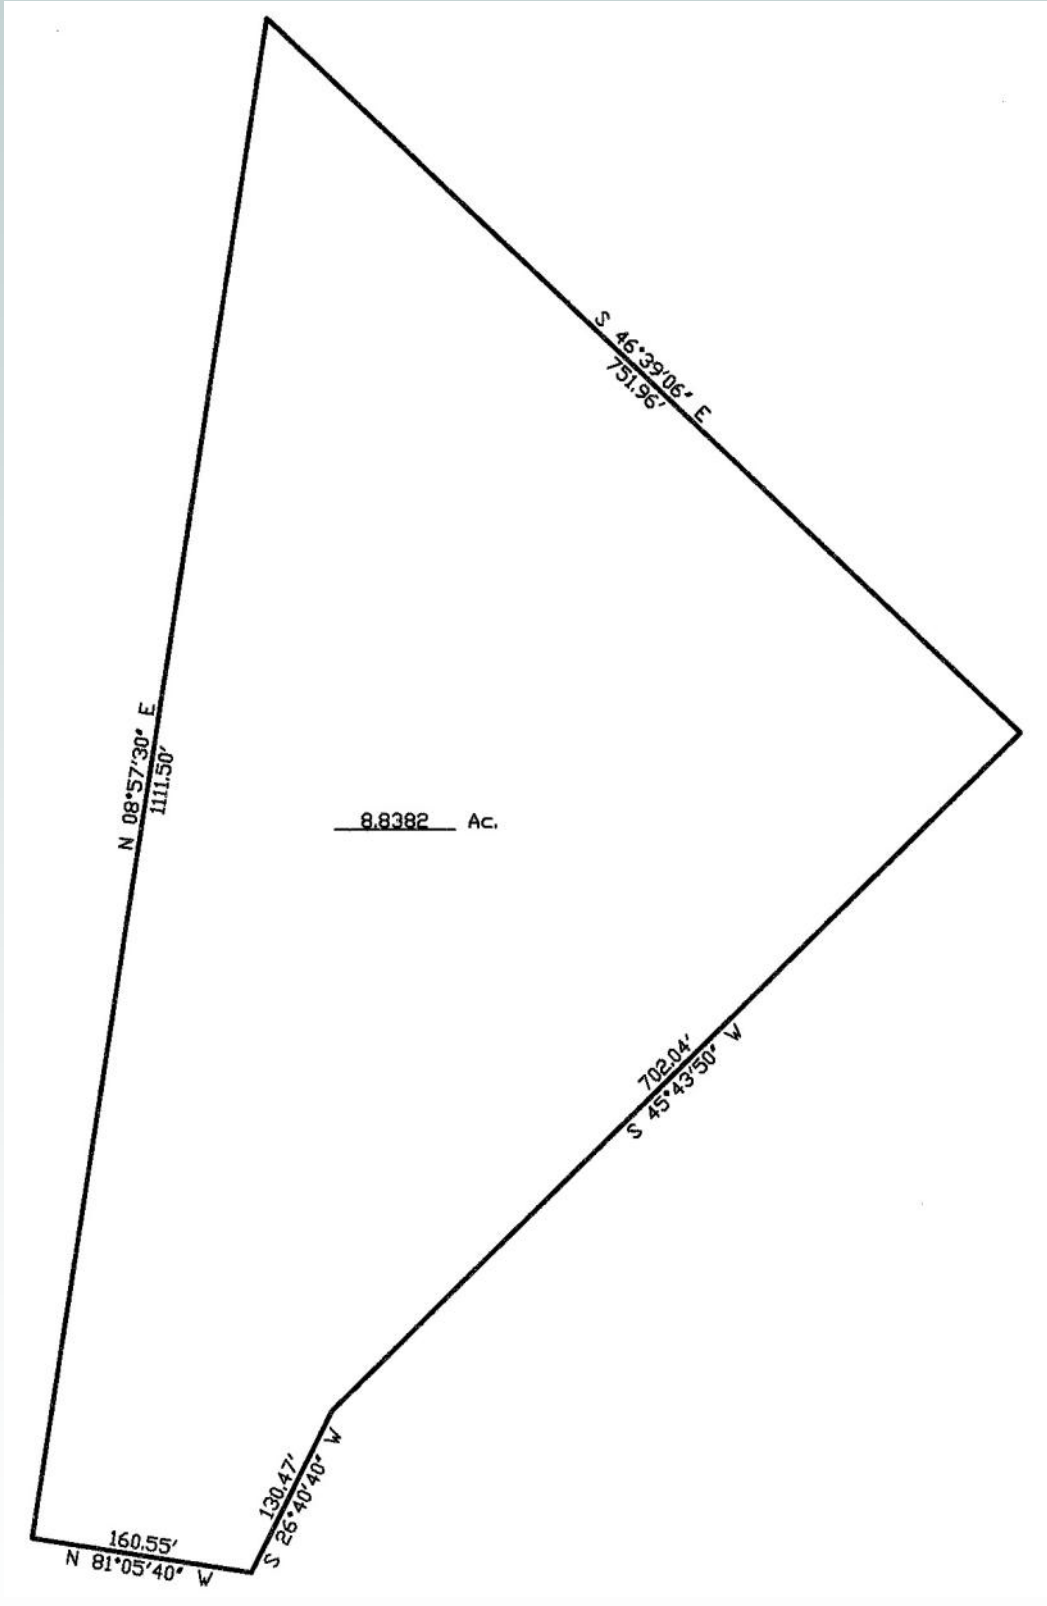 S 46°39'06" E
751.96'
N 08°57'30" E
1111.50'
8.8382 Ac.
702.04'
S 45°43'50" W
130.47'
S 26°40'40" W
160.55'
N 81°05'40" W